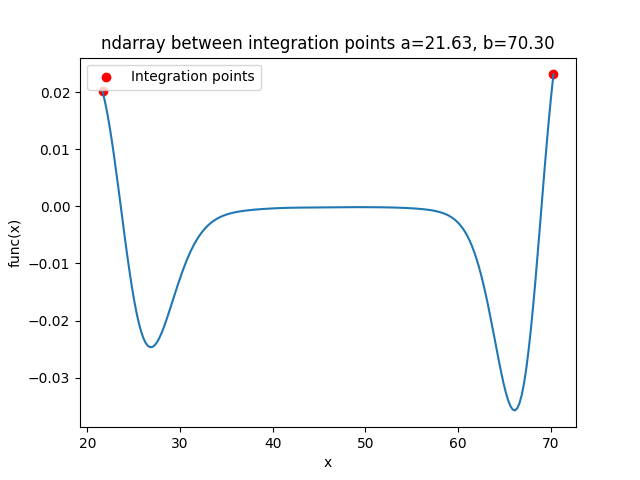 ndarray between integration points a=21.63, b=70.30
Integration points
0.02
0.01
0.00
−0.01
−0.02
−0.03
func(x)
20 30 40 50 60 70
x